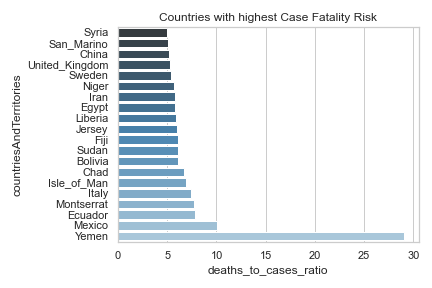 Countries with highest Case Fatality Risk
countriesAndTerritories
Syria
San_Marino
China
United_Kingdom
Sweden
Niger
Iran
Egypt
Liberia
Jersey
Fiji
Sudan
Bolivia
Chad
Isle_of_Man
Italy
Montserrat
Ecuador
Mexico
Yemen
0 5 10 15 20 25 30
deaths_to_cases_ratio